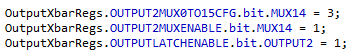 OutputXbarRegs.OUTPUT2MUX0TO15CFG.bit.MUX14 = 3;
OutputXbarRegs.OUTPUT2MUXENABLE.bit.MUX14 = 1;
OutputXbarRegs.OUTPUTLATCHENABLE.bit.OUTPUT2 = 1;